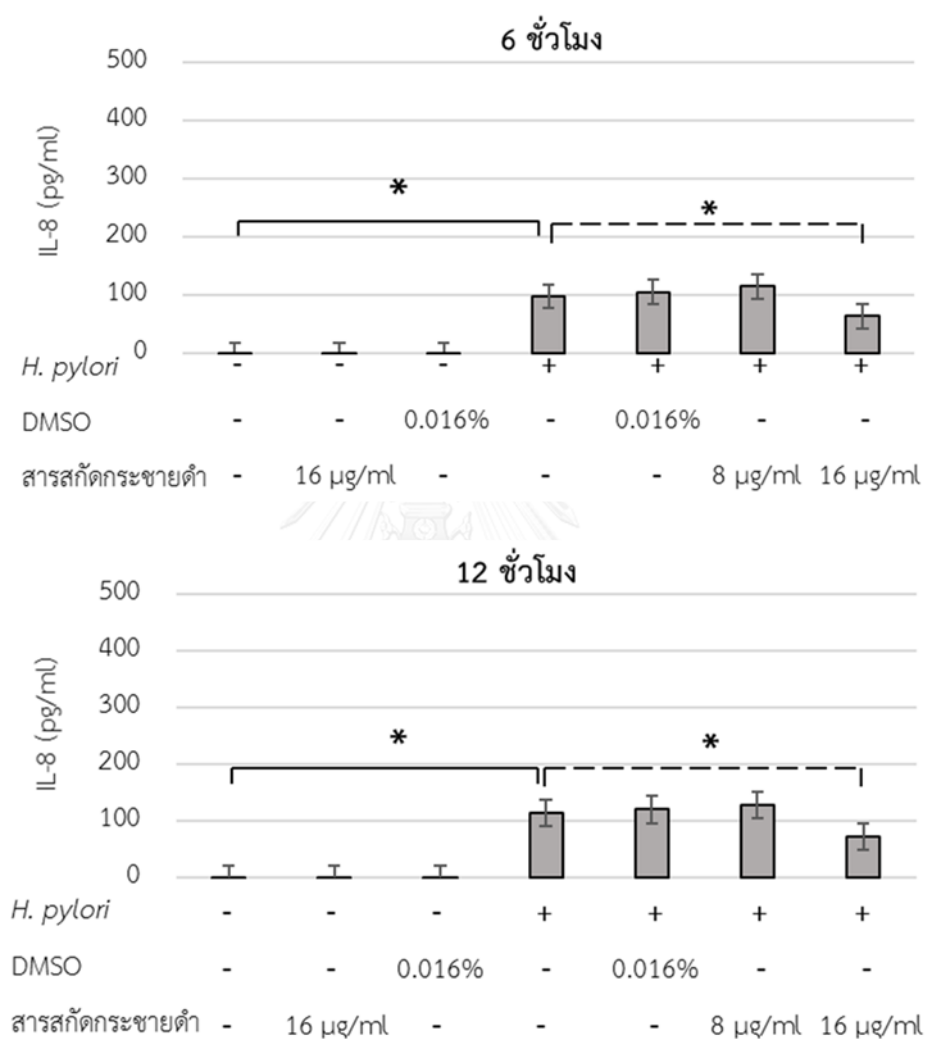 6 ชั่วโมง
500
400
300
200
100
0
IL-8 (pg/ml)
*
*
H. pylori - - - + + + +
DMSO - - 0.016% - 0.016% - -
สารสกัดกระชายดำ - 16 µg/ml - - - 8 µg/ml 16 µg/ml
12 ชั่วโมง
500
400
300
200
100
0
IL-8 (pg/ml)
*
*
H. pylori - - - + + + +
DMSO - - 0.016% - 0.016% - -
สารสกัดกระชายดำ - 16 µg/ml - - - 8 µg/ml 16 µg/ml